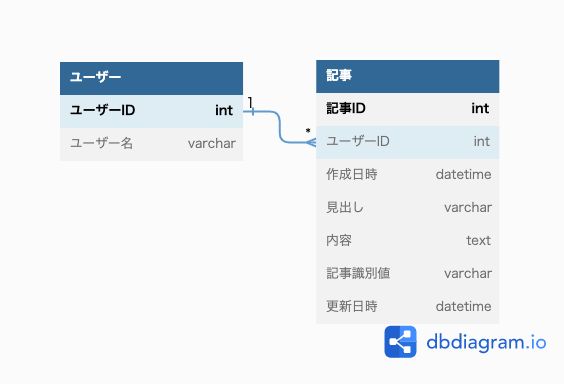 ユーザー
ユーザーID int
ユーザー名 varchar
1
*
記事
記事ID int
ユーザーID int
作成日時 datetime
見出し varchar
内容 text
記事識別値 varchar
更新日時 datetime
dbdiagram.io